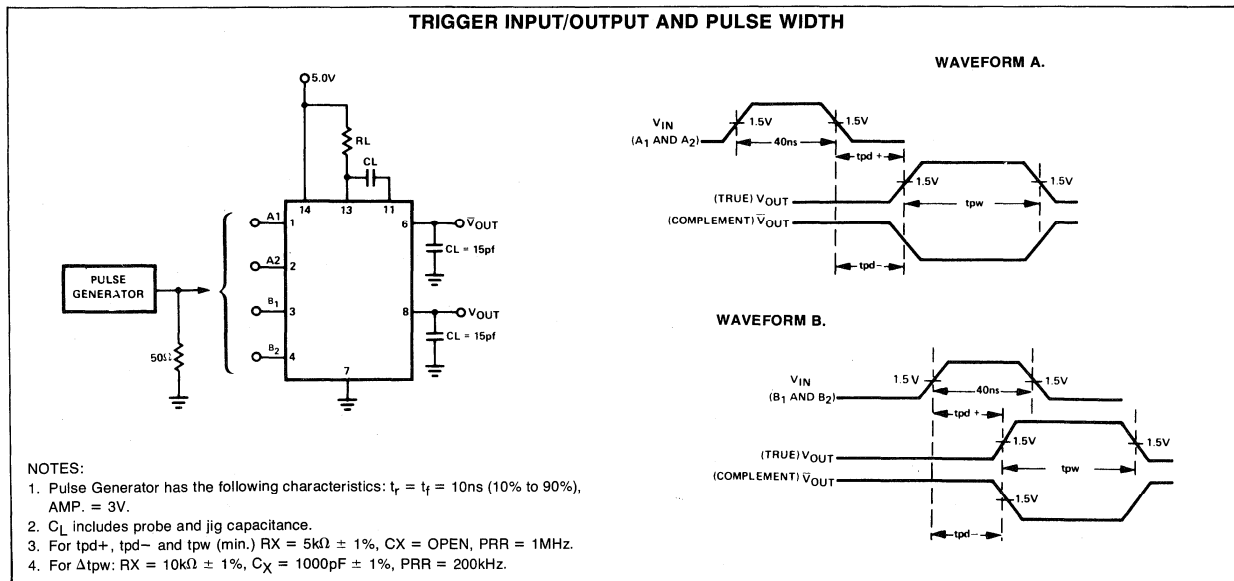 TRIGGER INPUT/OUTPUT AND PULSE WIDTH
5.0V
RL
CL
14
13
11
A1
1
6
V̅OUT
CL = 15pf
A2
2
PULSE
GENERATOR
B1
3
8
VOUT
CL = 15pf
50Ω
B2
4
7
WAVEFORM A.
VIN
(A1 AND A2)
1.5V
1.5V
40ns
tpd +
(TRUE) VOUT
1.5V
1.5V
tpw
(COMPLEMENT) V̅OUT
tpd−
WAVEFORM B.
VIN
(B1 AND B2)
1.5 V
1.5V
40ns
tpd +
(TRUE) VOUT
1.5V
1.5V
tpw
(COMPLEMENT) V̅OUT
1.5V
tpd−
NOTES:
1. Pulse Generator has the following characteristics: tr = tf = 10ns (10% to 90%),
AMP. = 3V.
2. CL includes probe and jig capacitance.
3. For tpd+, tpd− and tpw (min.) RX = 5kΩ ± 1%, CX = OPEN, PRR = 1MHz.
4. For Δtpw: RX = 10kΩ ± 1%, CX = 1000pF ± 1%, PRR = 200kHz.